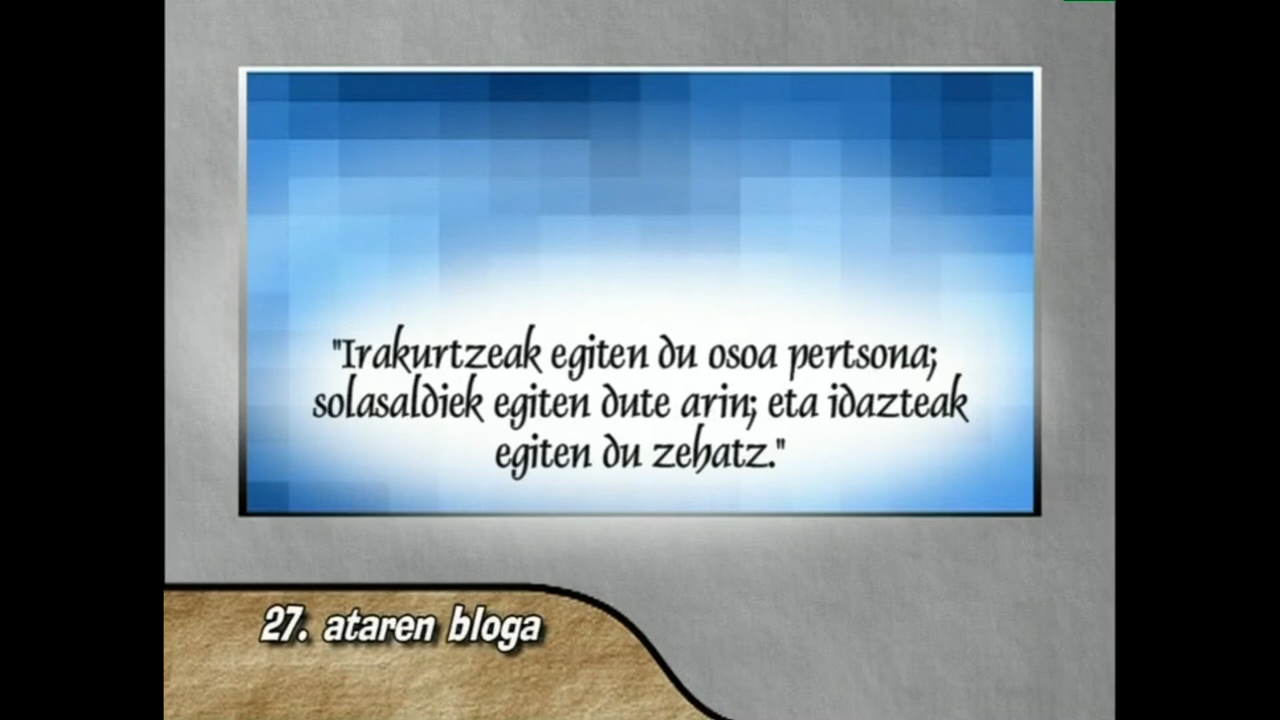 "Irakurtzeak egiten du osoa pertsona;
solasaldiek egiten dute arin; eta idazteak
egiten du zehatz."
27. ataren bloga